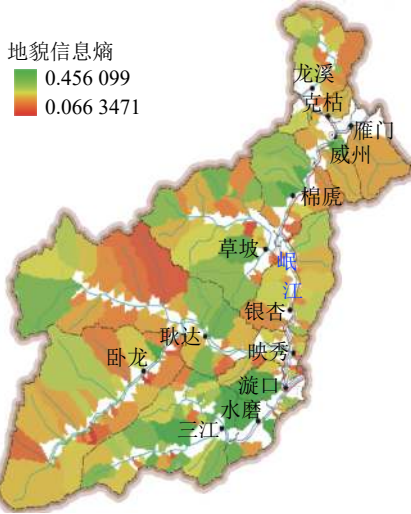 地貌信息熵
0.456 099
0.066 3471
龙溪
克枯
雁门
威州
棉虒
草坡
岷
江
银杏
耿达
映秀
卧龙
漩口
水磨
三江